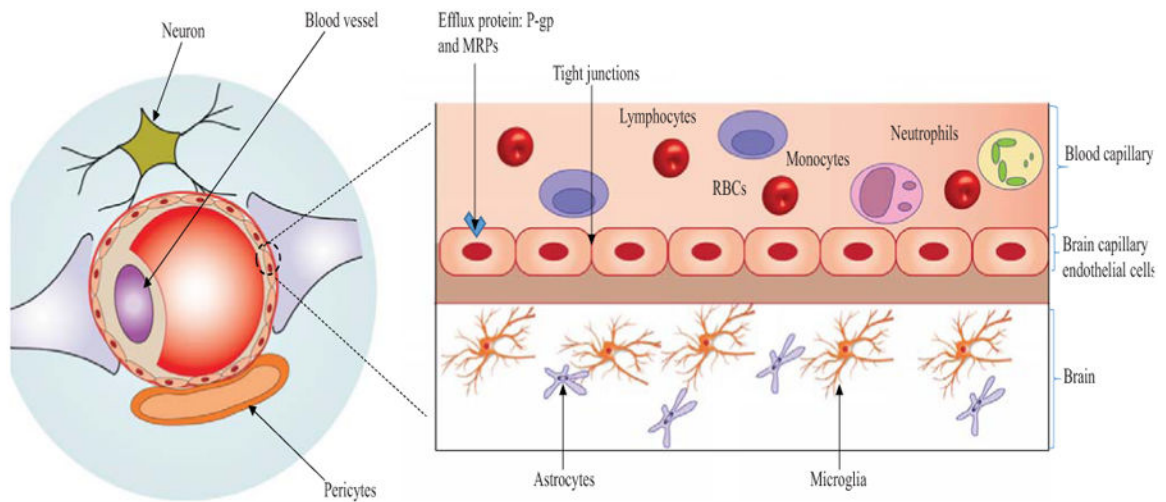 Neuron
Blood vessel
Efflux protein: P-gp
and MRPs
Tight junctions
Lymphocytes
Monocytes
RBCs
Neutrophils
Blood capillary
Brain capillary
endothelial cells
Brain
Pericytes
Astrocytes
Microglia